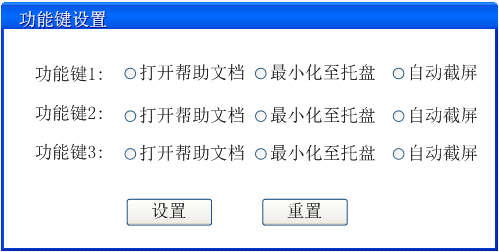 功能键设置
功能键1: 打开帮助文档 最小化至托盘 自动截屏
功能键2: 打开帮助文档 最小化至托盘 自动截屏
功能键3: 打开帮助文档 最小化至托盘 自动截屏
设置 重置